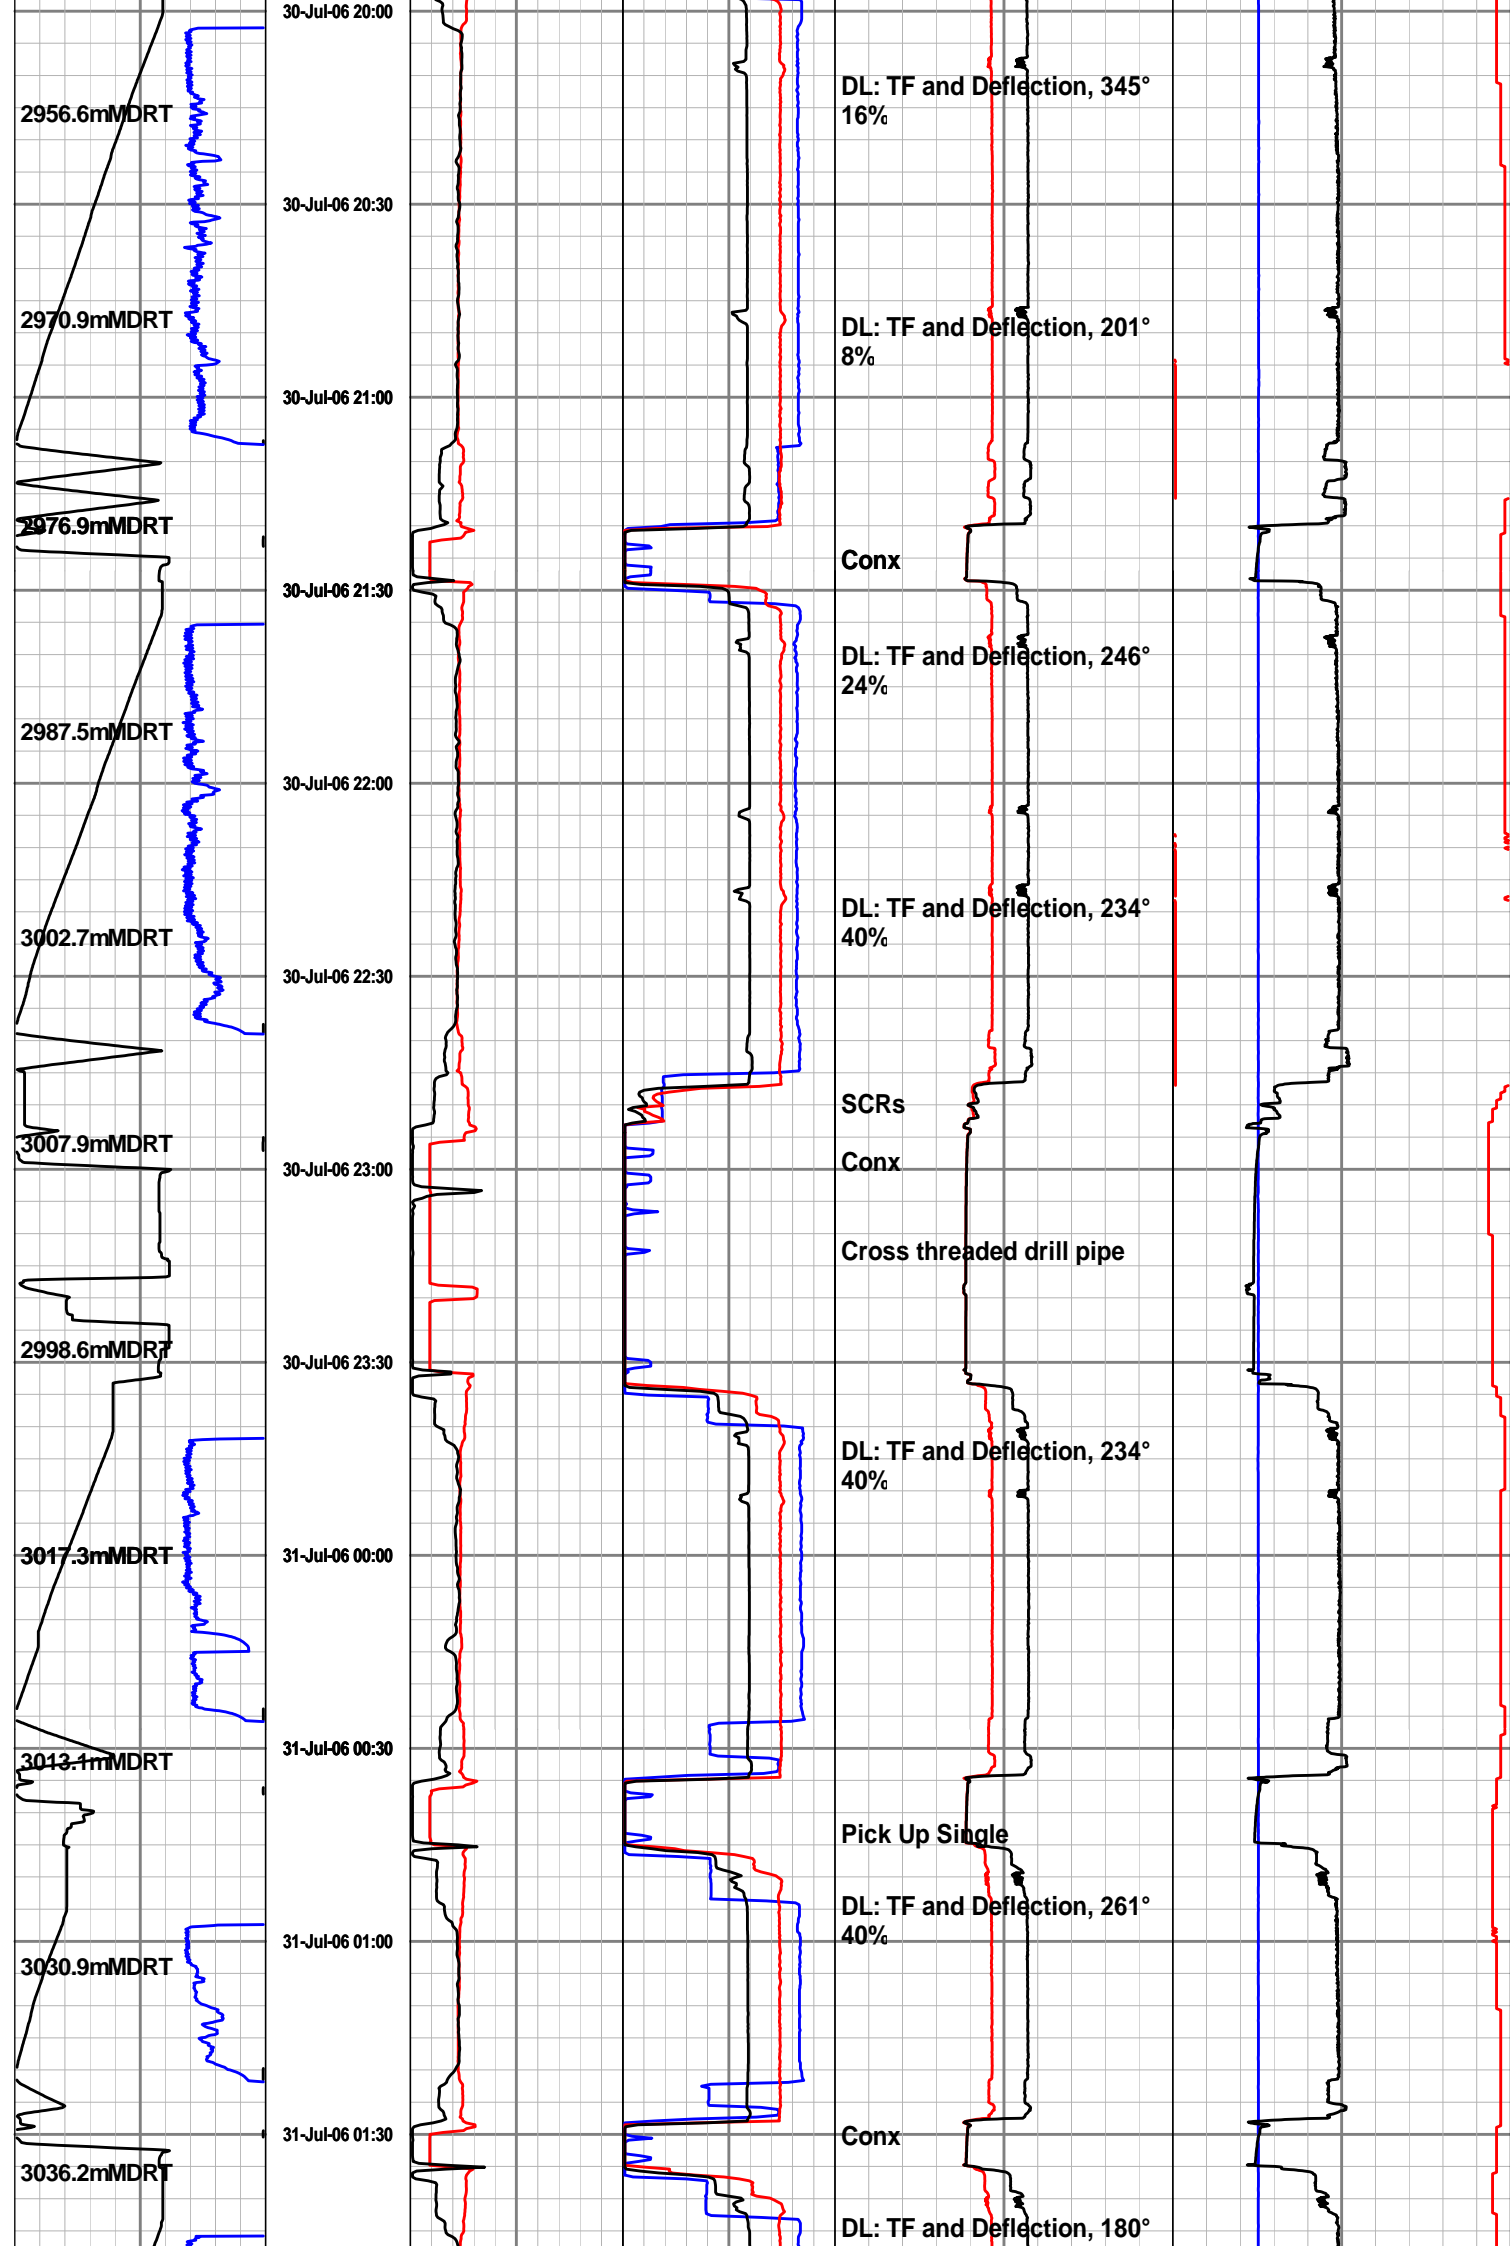 30-Jul-06 20:00
DL: TF and Deflection, 345°
16%
2956.6mMDRT
30-Jul-06 20:30
2970.9mMDRT
DL: TF and Deflection, 201°
8%
30-Jul-06 21:00
2976.9mMDRT
Conx
30-Jul-06 21:30
DL: TF and Deflection, 246°
24%
2987.5mMDRT
30-Jul-06 22:00
DL: TF and Deflection, 234°
40%
3002.7mMDRT
30-Jul-06 22:30
SCRs
3007.9mMDRT
Conx
30-Jul-06 23:00
Cross threaded drill pipe
2998.6mMDRT
30-Jul-06 23:30
DL: TF and Deflection, 234°
40%
3017.3mMDRT
31-Jul-06 00:00
31-Jul-06 00:30
3013.1mMDRT
Pick Up Single
DL: TF and Deflection, 261°
40%
31-Jul-06 01:00
3030.9mMDRT
31-Jul-06 01:30
Conx
3036.2mMDRT
DL: TF and Deflection, 180°